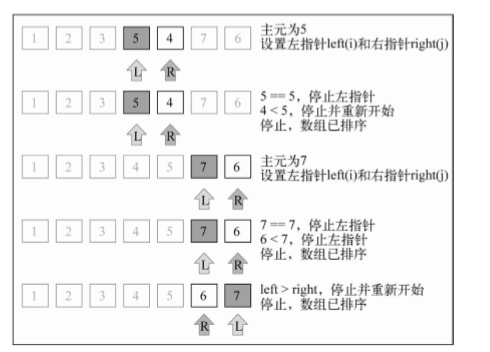 1 2 3 5 4 7 6
主元为5
设置左指针left(i)和右指针right(j)
L R
1 2 3 5 4 7 6
5 == 5，停止左指针
4 < 5，停止并重新开始
停止，数组已排序
L R
1 2 3 4 5 7 6
主元为7
设置左指针left(i)和右指针right(j)
L R
1 2 3 4 5 7 6
7 == 7，停止左指针
6 < 7，停止左指针
停止，数组已排序
L R
1 2 3 4 5 6 7
left > right，停止并重新开始
停止，数组已排序
R L